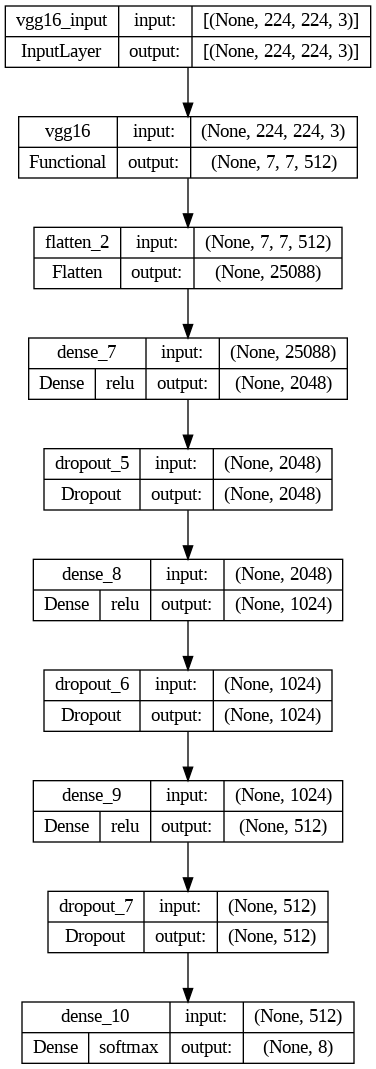 vgg16_input input: [(None, 224, 224, 3)]
InputLayer output: [(None, 224, 224, 3)]
vgg16 input: (None, 224, 224, 3)
Functional output: (None, 7, 7, 512)
flatten_2 input: (None, 7, 7, 512)
Flatten output: (None, 25088)
dense_7 input: (None, 25088)
Dense relu output: (None, 2048)
dropout_5 input: (None, 2048)
Dropout output: (None, 2048)
dense_8 input: (None, 2048)
Dense relu output: (None, 1024)
dropout_6 input: (None, 1024)
Dropout output: (None, 1024)
dense_9 input: (None, 1024)
Dense relu output: (None, 512)
dropout_7 input: (None, 512)
Dropout output: (None, 512)
dense_10 input: (None, 512)
Dense softmax output: (None, 8)